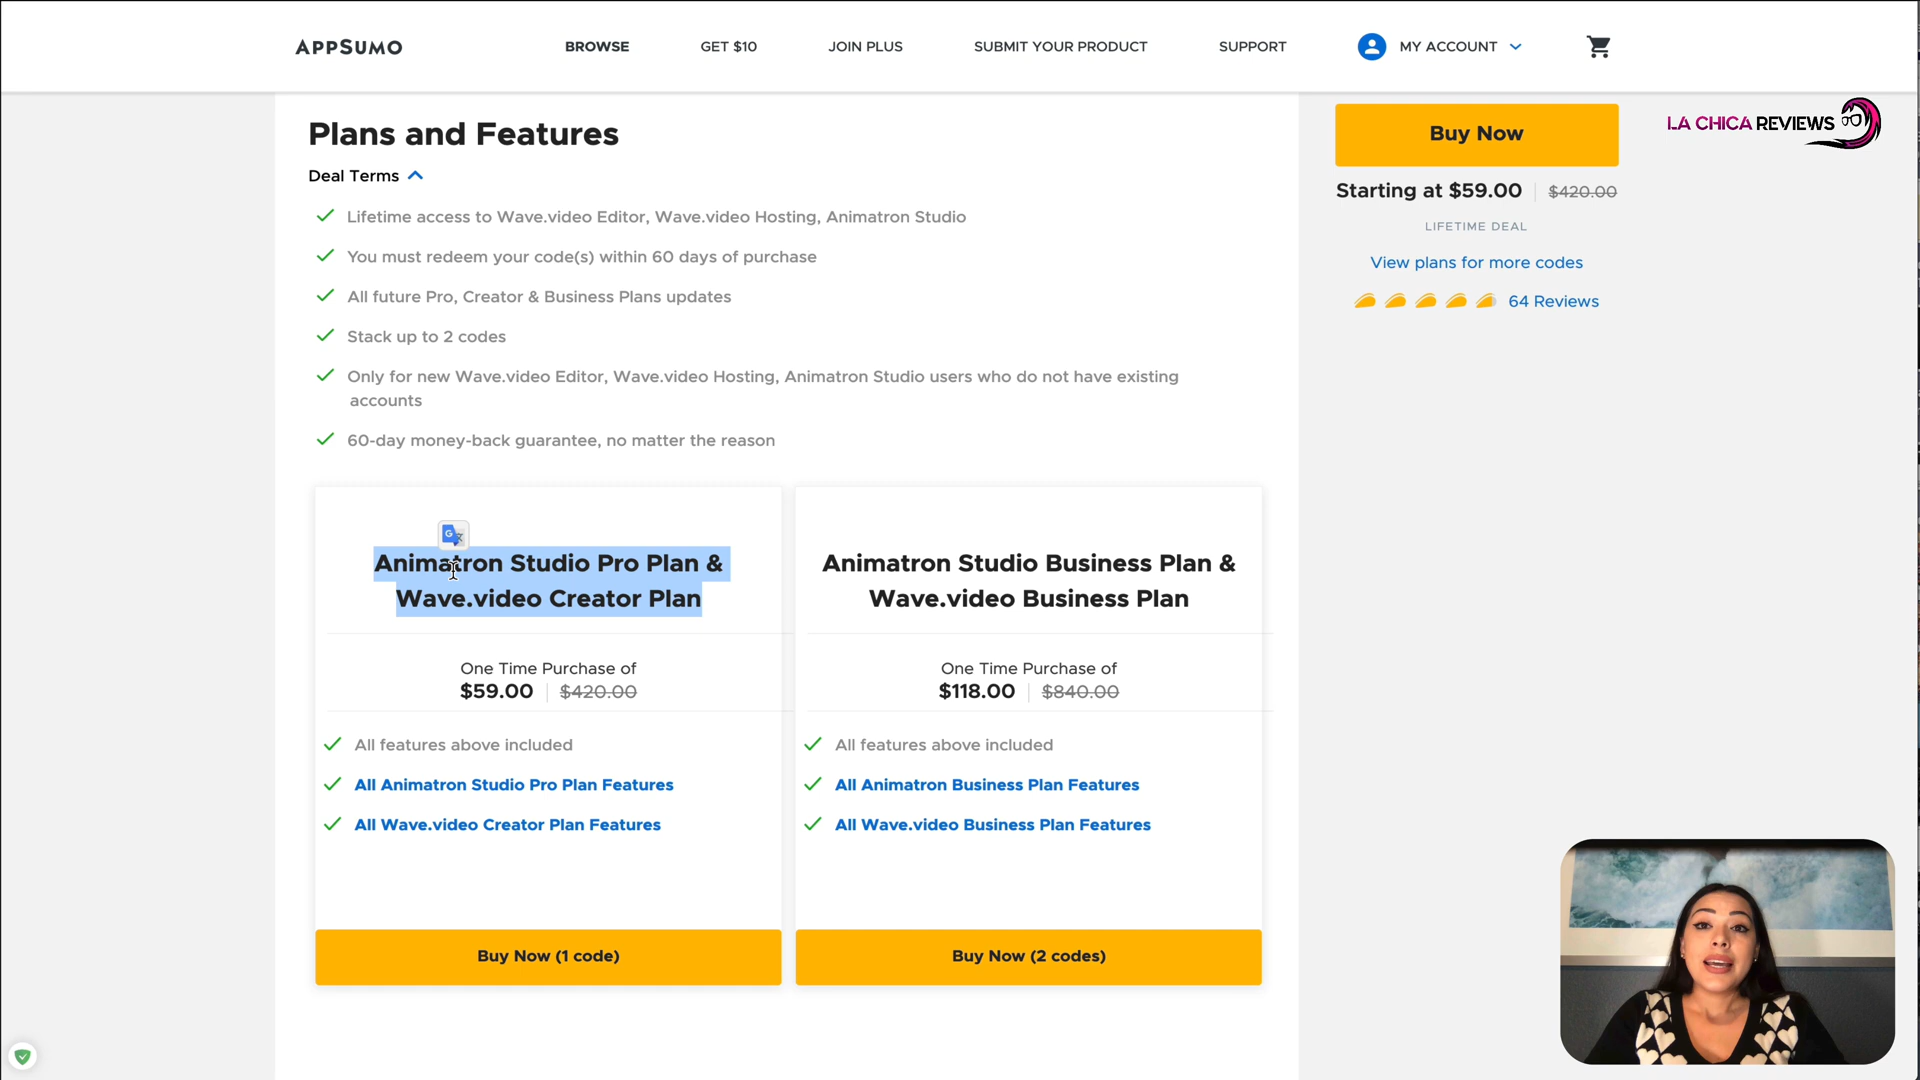 APPSUMO
BROWSE
GET $10
JOIN PLUS
SUBMIT YOUR PRODUCT
SUPPORT
MY ACCOUNT
LA CHICA REVIEWS
Plans and Features
Deal Terms
Lifetime access to Wave.video Editor, Wave.video Hosting, Animatron Studio
You must redeem your code(s) within 60 days of purchase
All future Pro, Creator & Business Plans updates
Stack up to 2 codes
Only for new Wave.video Editor, Wave.video Hosting, Animatron Studio users who do not have existing
accounts
60-day money-back guarantee, no matter the reason
Buy Now
Starting at $59.00 $420.00
LIFETIME DEAL
View plans for more codes
64 Reviews
Animatron Studio Pro Plan &
Wave.video Creator Plan
One Time Purchase of
$59.00 $420.00
All features above included
All Animatron Studio Pro Plan Features
All Wave.video Creator Plan Features
Buy Now (1 code)
Animatron Studio Business Plan &
Wave.video Business Plan
One Time Purchase of
$118.00 $840.00
All features above included
All Animatron Business Plan Features
All Wave.video Business Plan Features
Buy Now (2 codes)